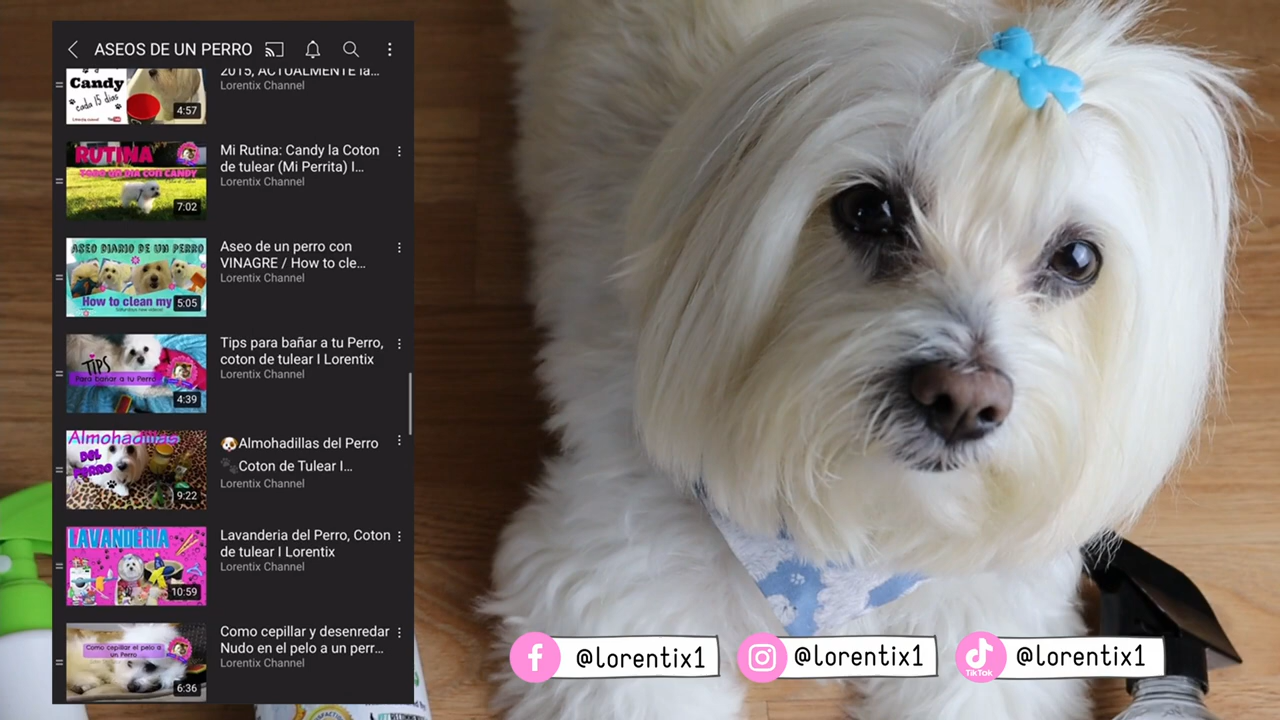 ASEOS DE UN PERRO
2015, ACTUALMENTE la...
Lorentix Channel
Candy
cada 15 dias
4:57
Mi Rutina: Candy la Coton
de tulear (Mi Perrita) I...
Lorentix Channel
RUTINA
TODO UN DIA CON CANDY
7:02
Aseo de un perro con
VINAGRE / How to cle...
Lorentix Channel
ASEO DIARIO DE UN PERRO
How to clean my
5:05
Tips para bañar a tu Perro,
coton de tulear I Lorentix
Lorentix Channel
TIPS
Para bañar a tu Perro
4:39
🐶Almohadillas del Perro
🐾Coton de Tulear I...
Lorentix Channel
Almohadillas
DEL
PERRO
9:22
Lavanderia del Perro, Coton
de tulear I Lorentix
Lorentix Channel
LAVANDERIA
10:59
Como cepillar y desenredar
Nudo en el pelo a un perr...
Lorentix Channel
Como cepillar el pelo a
un Perro
6:36
@lorentix1
@lorentix1
TikTok
@lorentix1